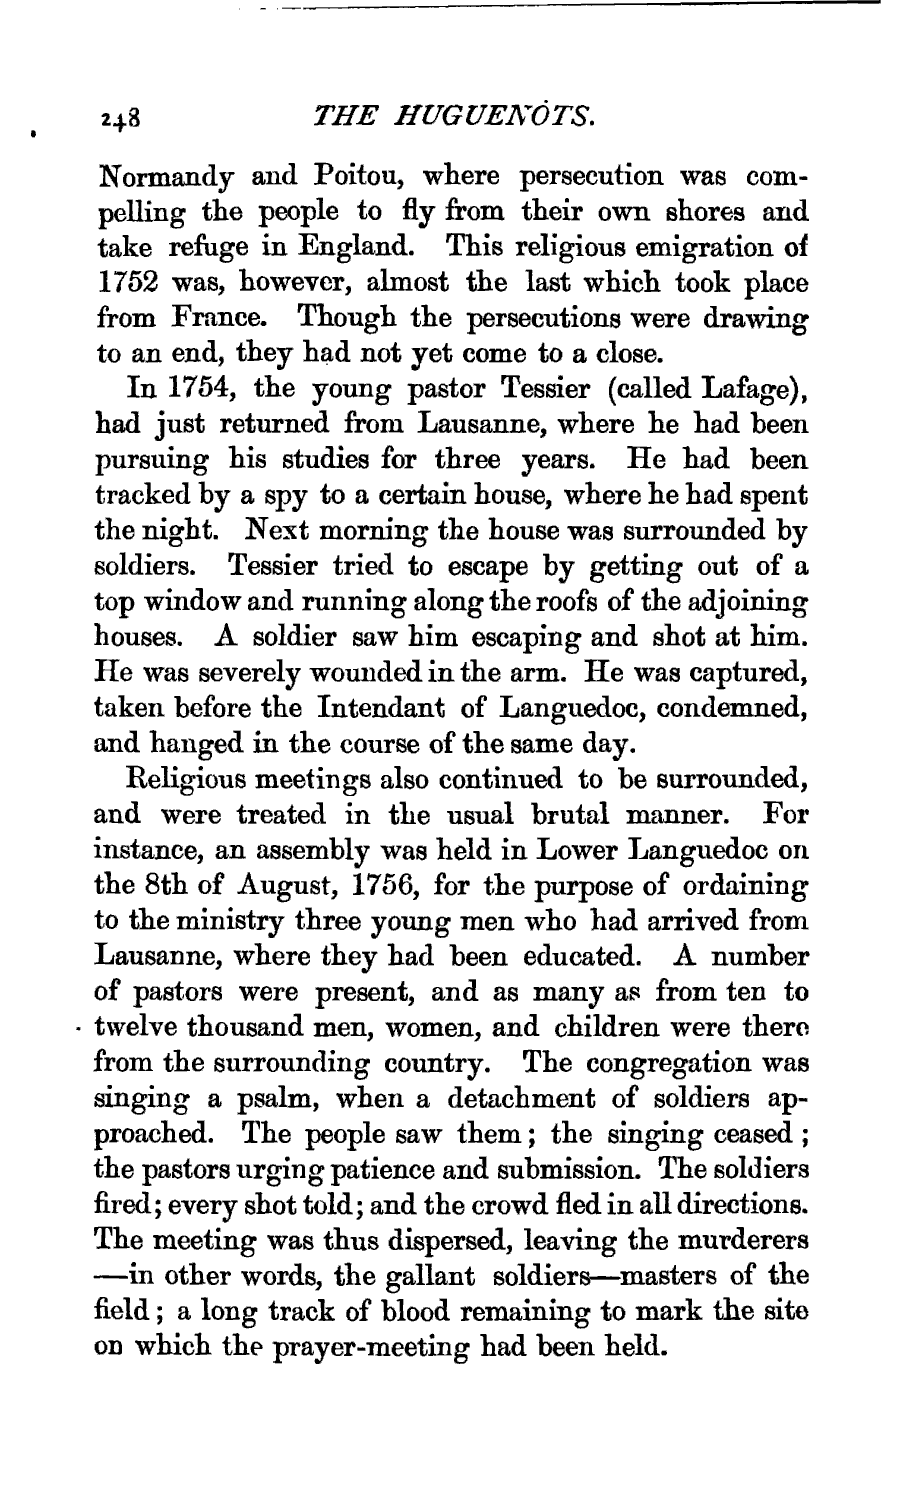 248 THE HUGUENOTS.
Normandy and Poitou, where persecution was com-
pelling the people to fly from their own shores and
take refuge in England. This religious emigration of
1752 was, however, almost the last which took place
from France. Though the persecutions were drawing
to an end, they had not yet come to a close.
In 1754, the young pastor Tessier (called Lafage),
had just returned from Lausanne, where he had been
pursuing his studies for three years. He had been
tracked by a spy to a certain house, where he had spent
the night. Next morning the house was surrounded by
soldiers. Tessier tried to escape by getting out of a
top window and running along the roofs of the adjoining
houses. A soldier saw him escaping and shot at him.
He was severely wounded in the arm. He was captured,
taken before the Intendant of Languedoc, condemned,
and hanged in the course of the same day.
Religious meetings also continued to be surrounded,
and were treated in the usual brutal manner. For
instance, an assembly was held in Lower Languedoc on
the 8th of August, 1756, for the purpose of ordaining
to the ministry three young men who had arrived from
Lausanne, where they had been educated. A number
of pastors were present, and as many as from ten to
twelve thousand men, women, and children were there
from the surrounding country. The congregation was
singing a psalm, when a detachment of soldiers ap-
proached. The people saw them; the singing ceased;
the pastors urging patience and submission. The soldiers
fired; every shot told; and the crowd fled in all directions.
The meeting was thus dispersed, leaving the murderers
—in other words, the gallant soldiers—masters of the
field; a long track of blood remaining to mark the site
on which the prayer-meeting had been held.